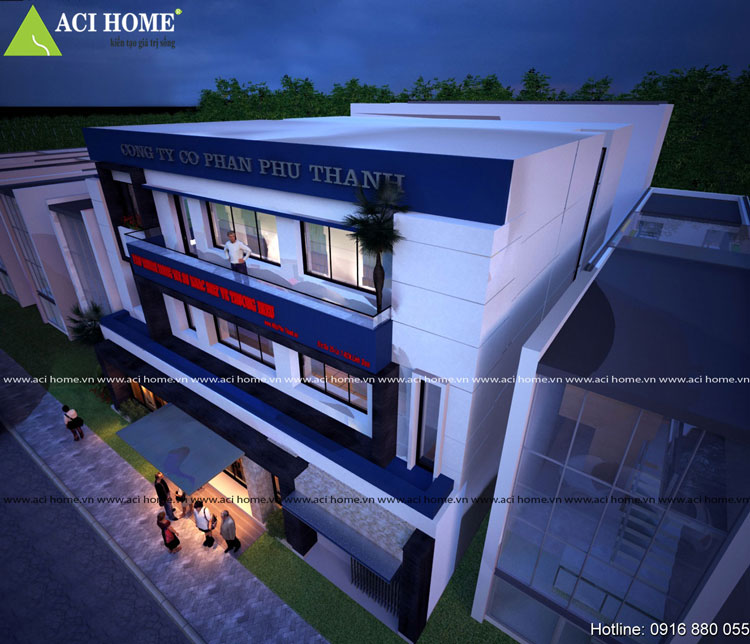 ACI HOME®
kiến tạo giá trị sống
CONG TY CO PHAN PHU THANH
www.aci home.vn www.aci home.vn www.aci home.vn www.aci home.vn www.aci home.vn www.aci home.vn www.aci home.vn www.aci home.vn
www.aci home.vn www.aci home.vn www.aci home.vn www.aci home.vn www.aci home.vn www.aci home.vn www.aci home.vn www.aci home.vn
Hotline: 0916 880 055